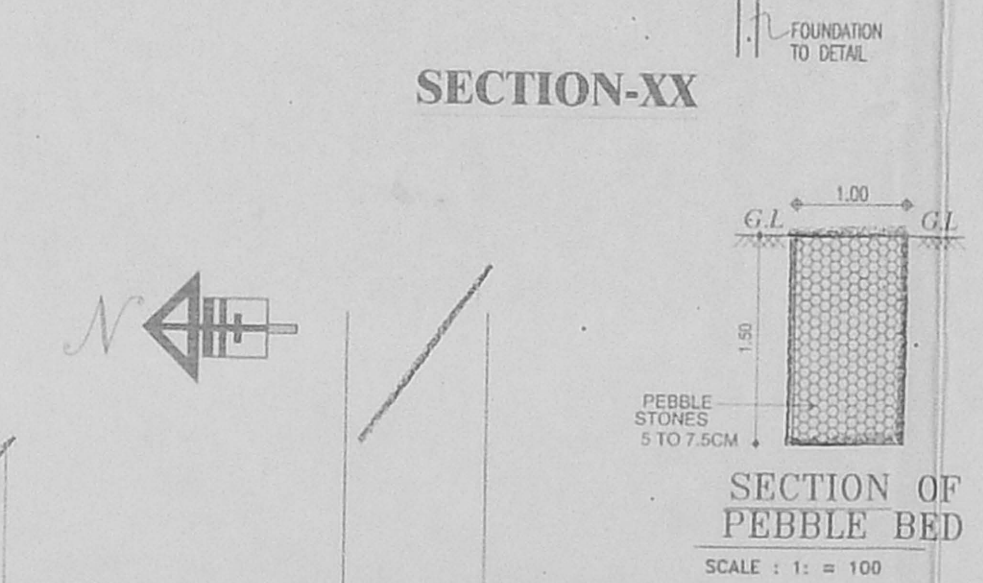 FOUNDATION
TO DETAIL
SECTION-XX
1.00
G.L G.L
N
1.50
PEBBLE
STONES
5 TO 7.5CM
SECTION OF
PEBBLE BED
SCALE : 1: = 100